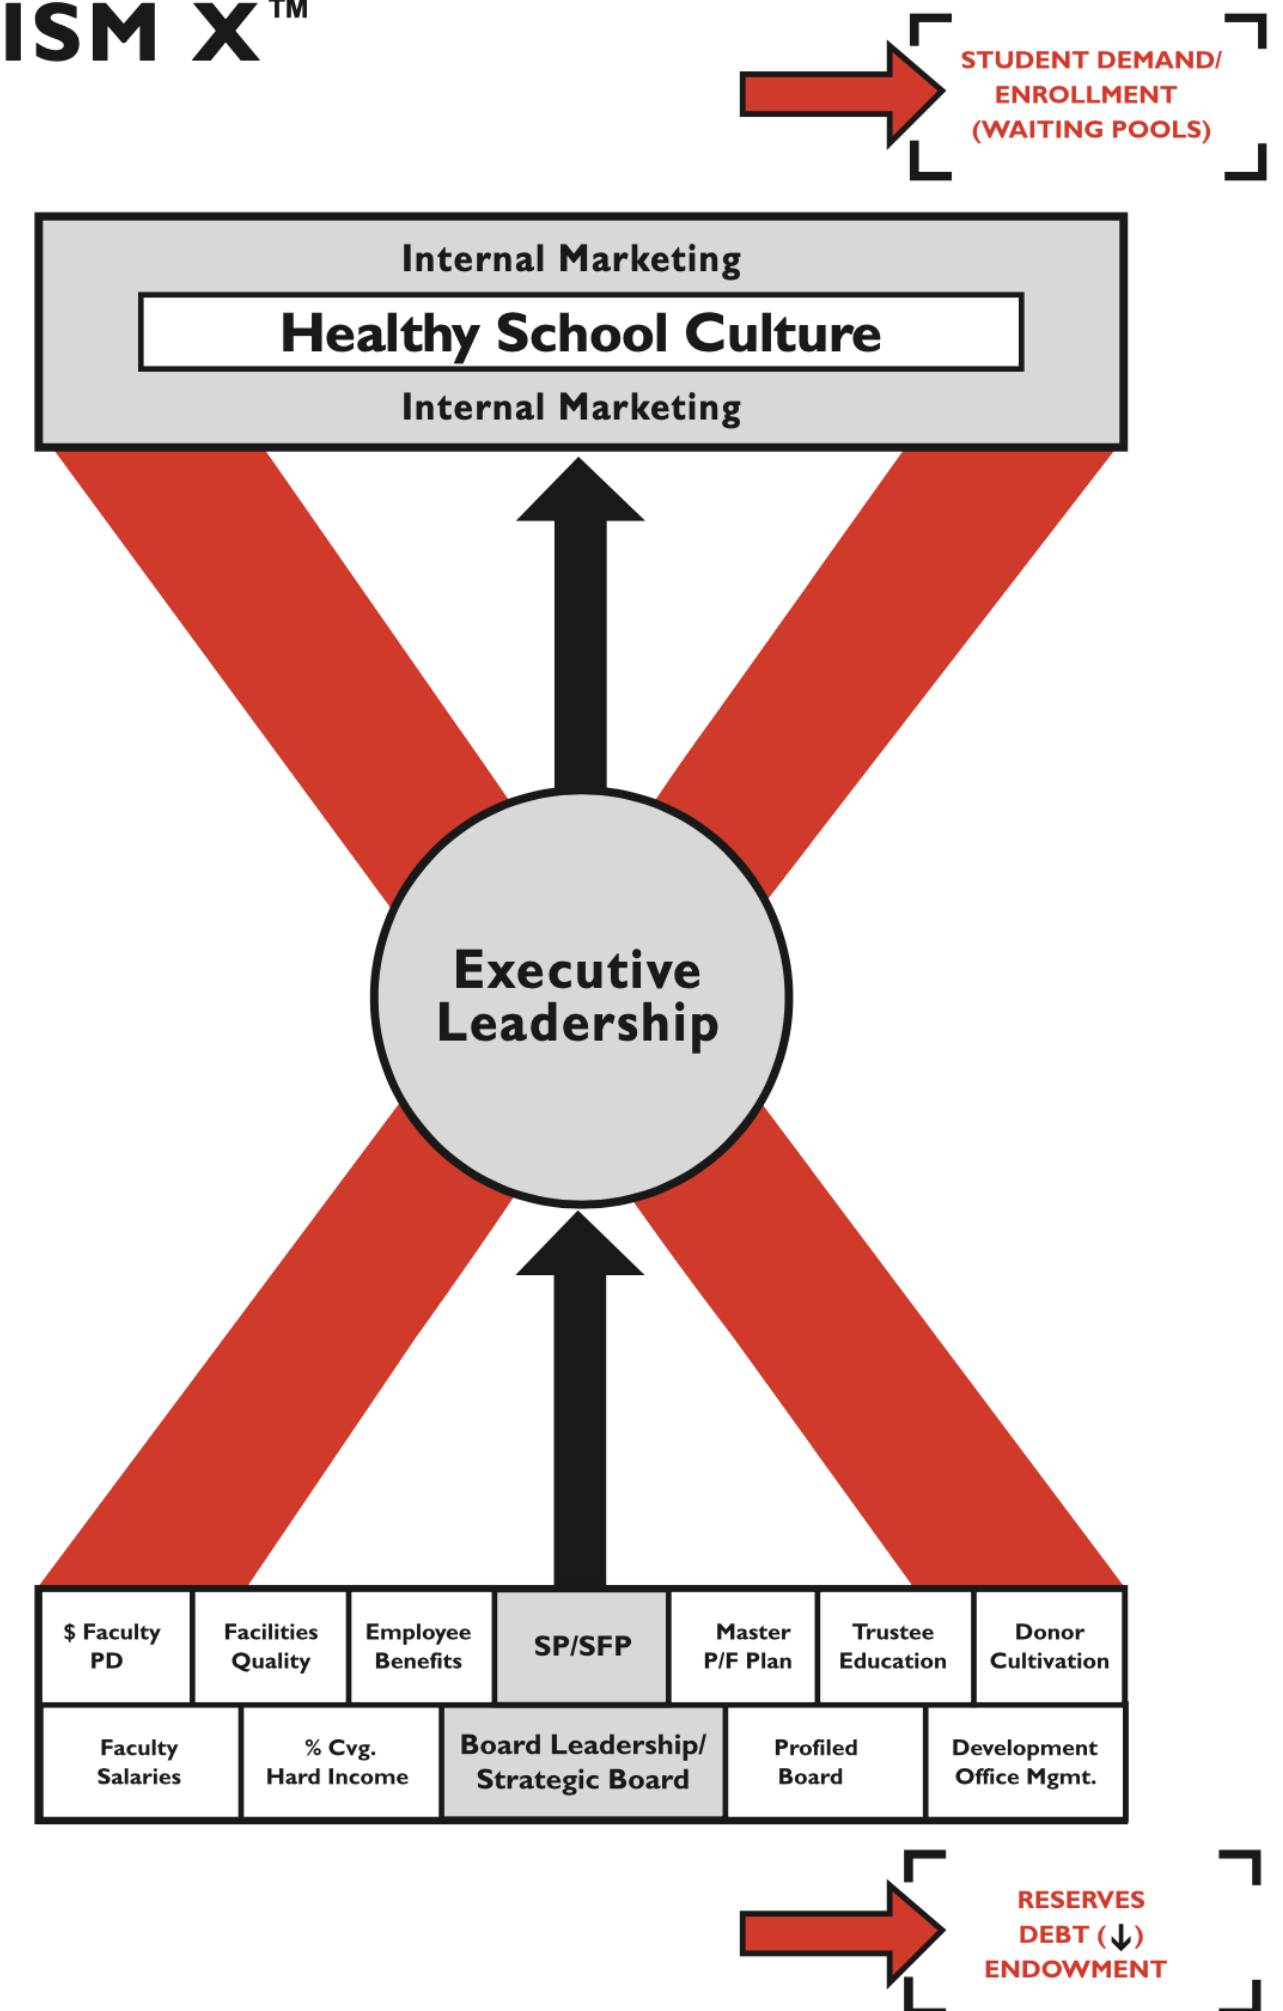 ISM X™
STUDENT DEMAND/
ENROLLMENT
(WAITING POOLS)
Internal Marketing
Healthy School Culture
Internal Marketing
Executive
Leadership
$ Faculty
PD
Facilities
Quality
Employee
Benefits
SP/SFP
Master
P/F Plan
Trustee
Education
Donor
Cultivation
Faculty
Salaries
% Cvg.
Hard Income
Board Leadership/
Strategic Board
Profiled
Board
Development
Office Mgmt.
RESERVES
DEBT (↓)
ENDOWMENT